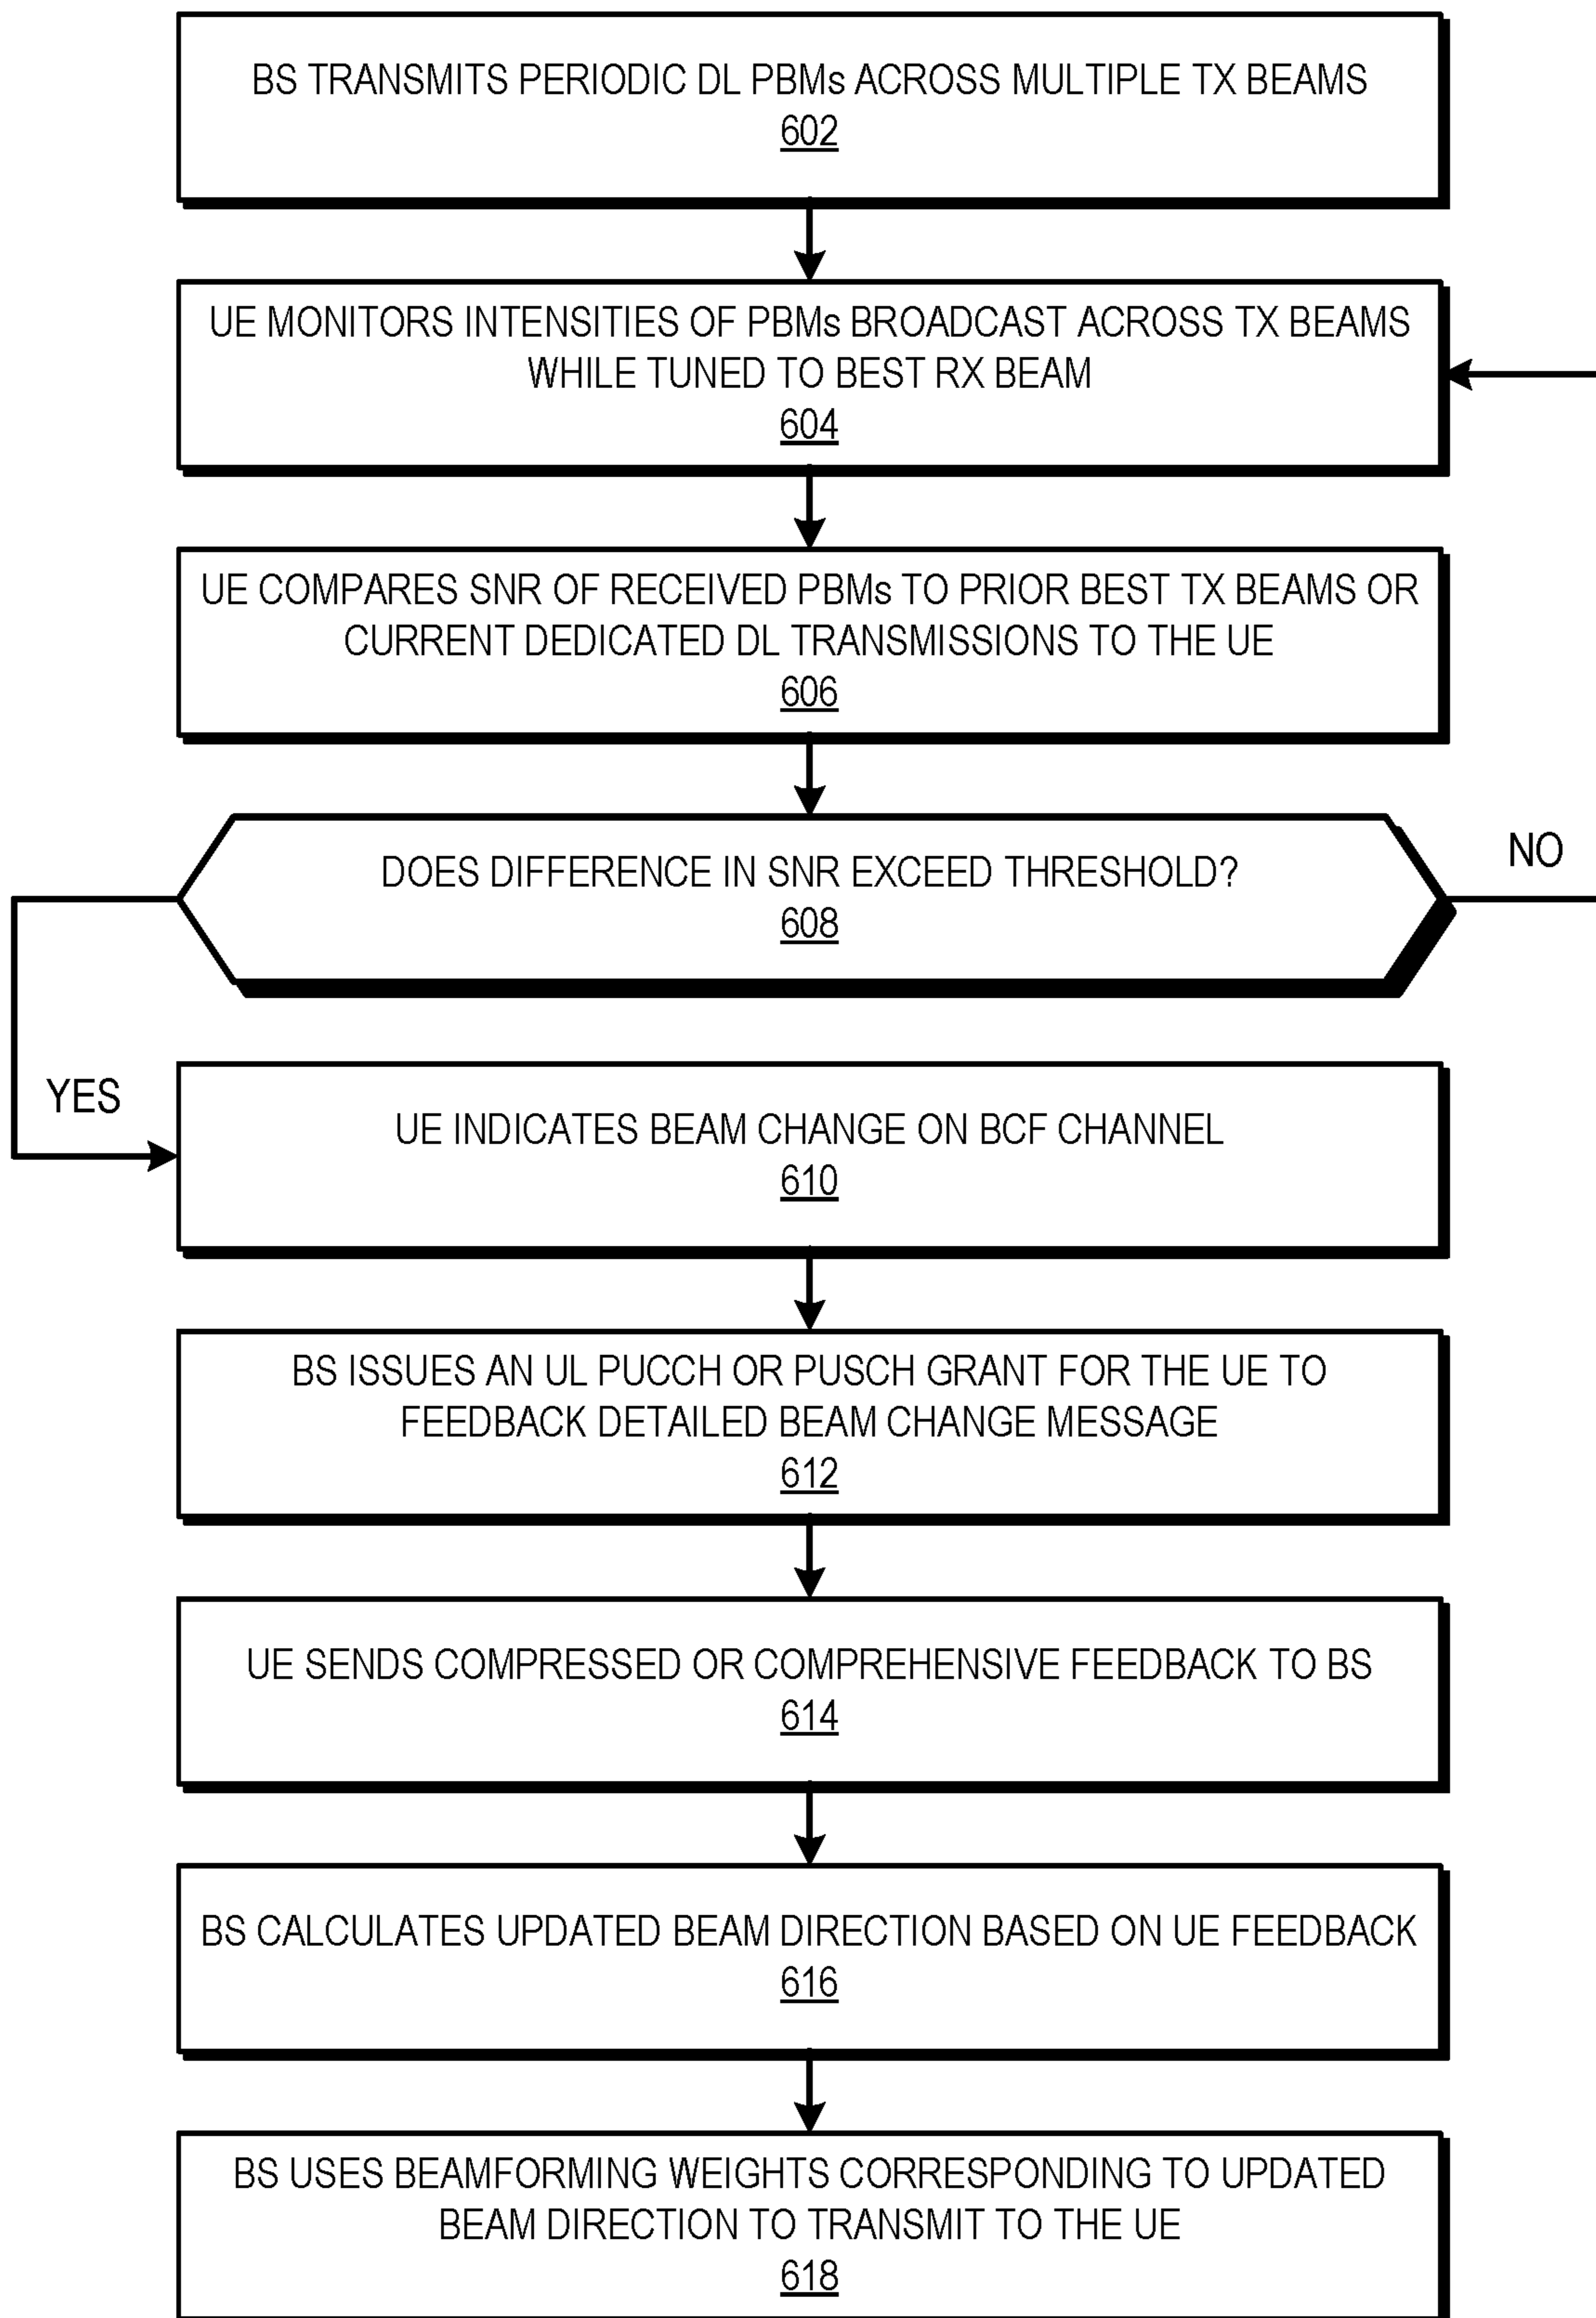 BS TRANSMITS PERIODIC DL PBMs ACROSS MULTIPLE TX BEAMS
602
UE MONITORS INTENSITIES OF PBMs BROADCAST ACROSS TX BEAMS
WHILE TUNED TO BEST RX BEAM
604
UE COMPARES SNR OF RECEIVED PBMs TO PRIOR BEST TX BEAMS OR
CURRENT DEDICATED DL TRANSMISSIONS TO THE UE
606
DOES DIFFERENCE IN SNR EXCEED THRESHOLD?
608
NO
YES
UE INDICATES BEAM CHANGE ON BCF CHANNEL
610
BS ISSUES AN UL PUCCH OR PUSCH GRANT FOR THE UE TO
FEEDBACK DETAILED BEAM CHANGE MESSAGE
612
UE SENDS COMPRESSED OR COMPREHENSIVE FEEDBACK TO BS
614
BS CALCULATES UPDATED BEAM DIRECTION BASED ON UE FEEDBACK
616
BS USES BEAMFORMING WEIGHTS CORRESPONDING TO UPDATED
BEAM DIRECTION TO TRANSMIT TO THE UE
618